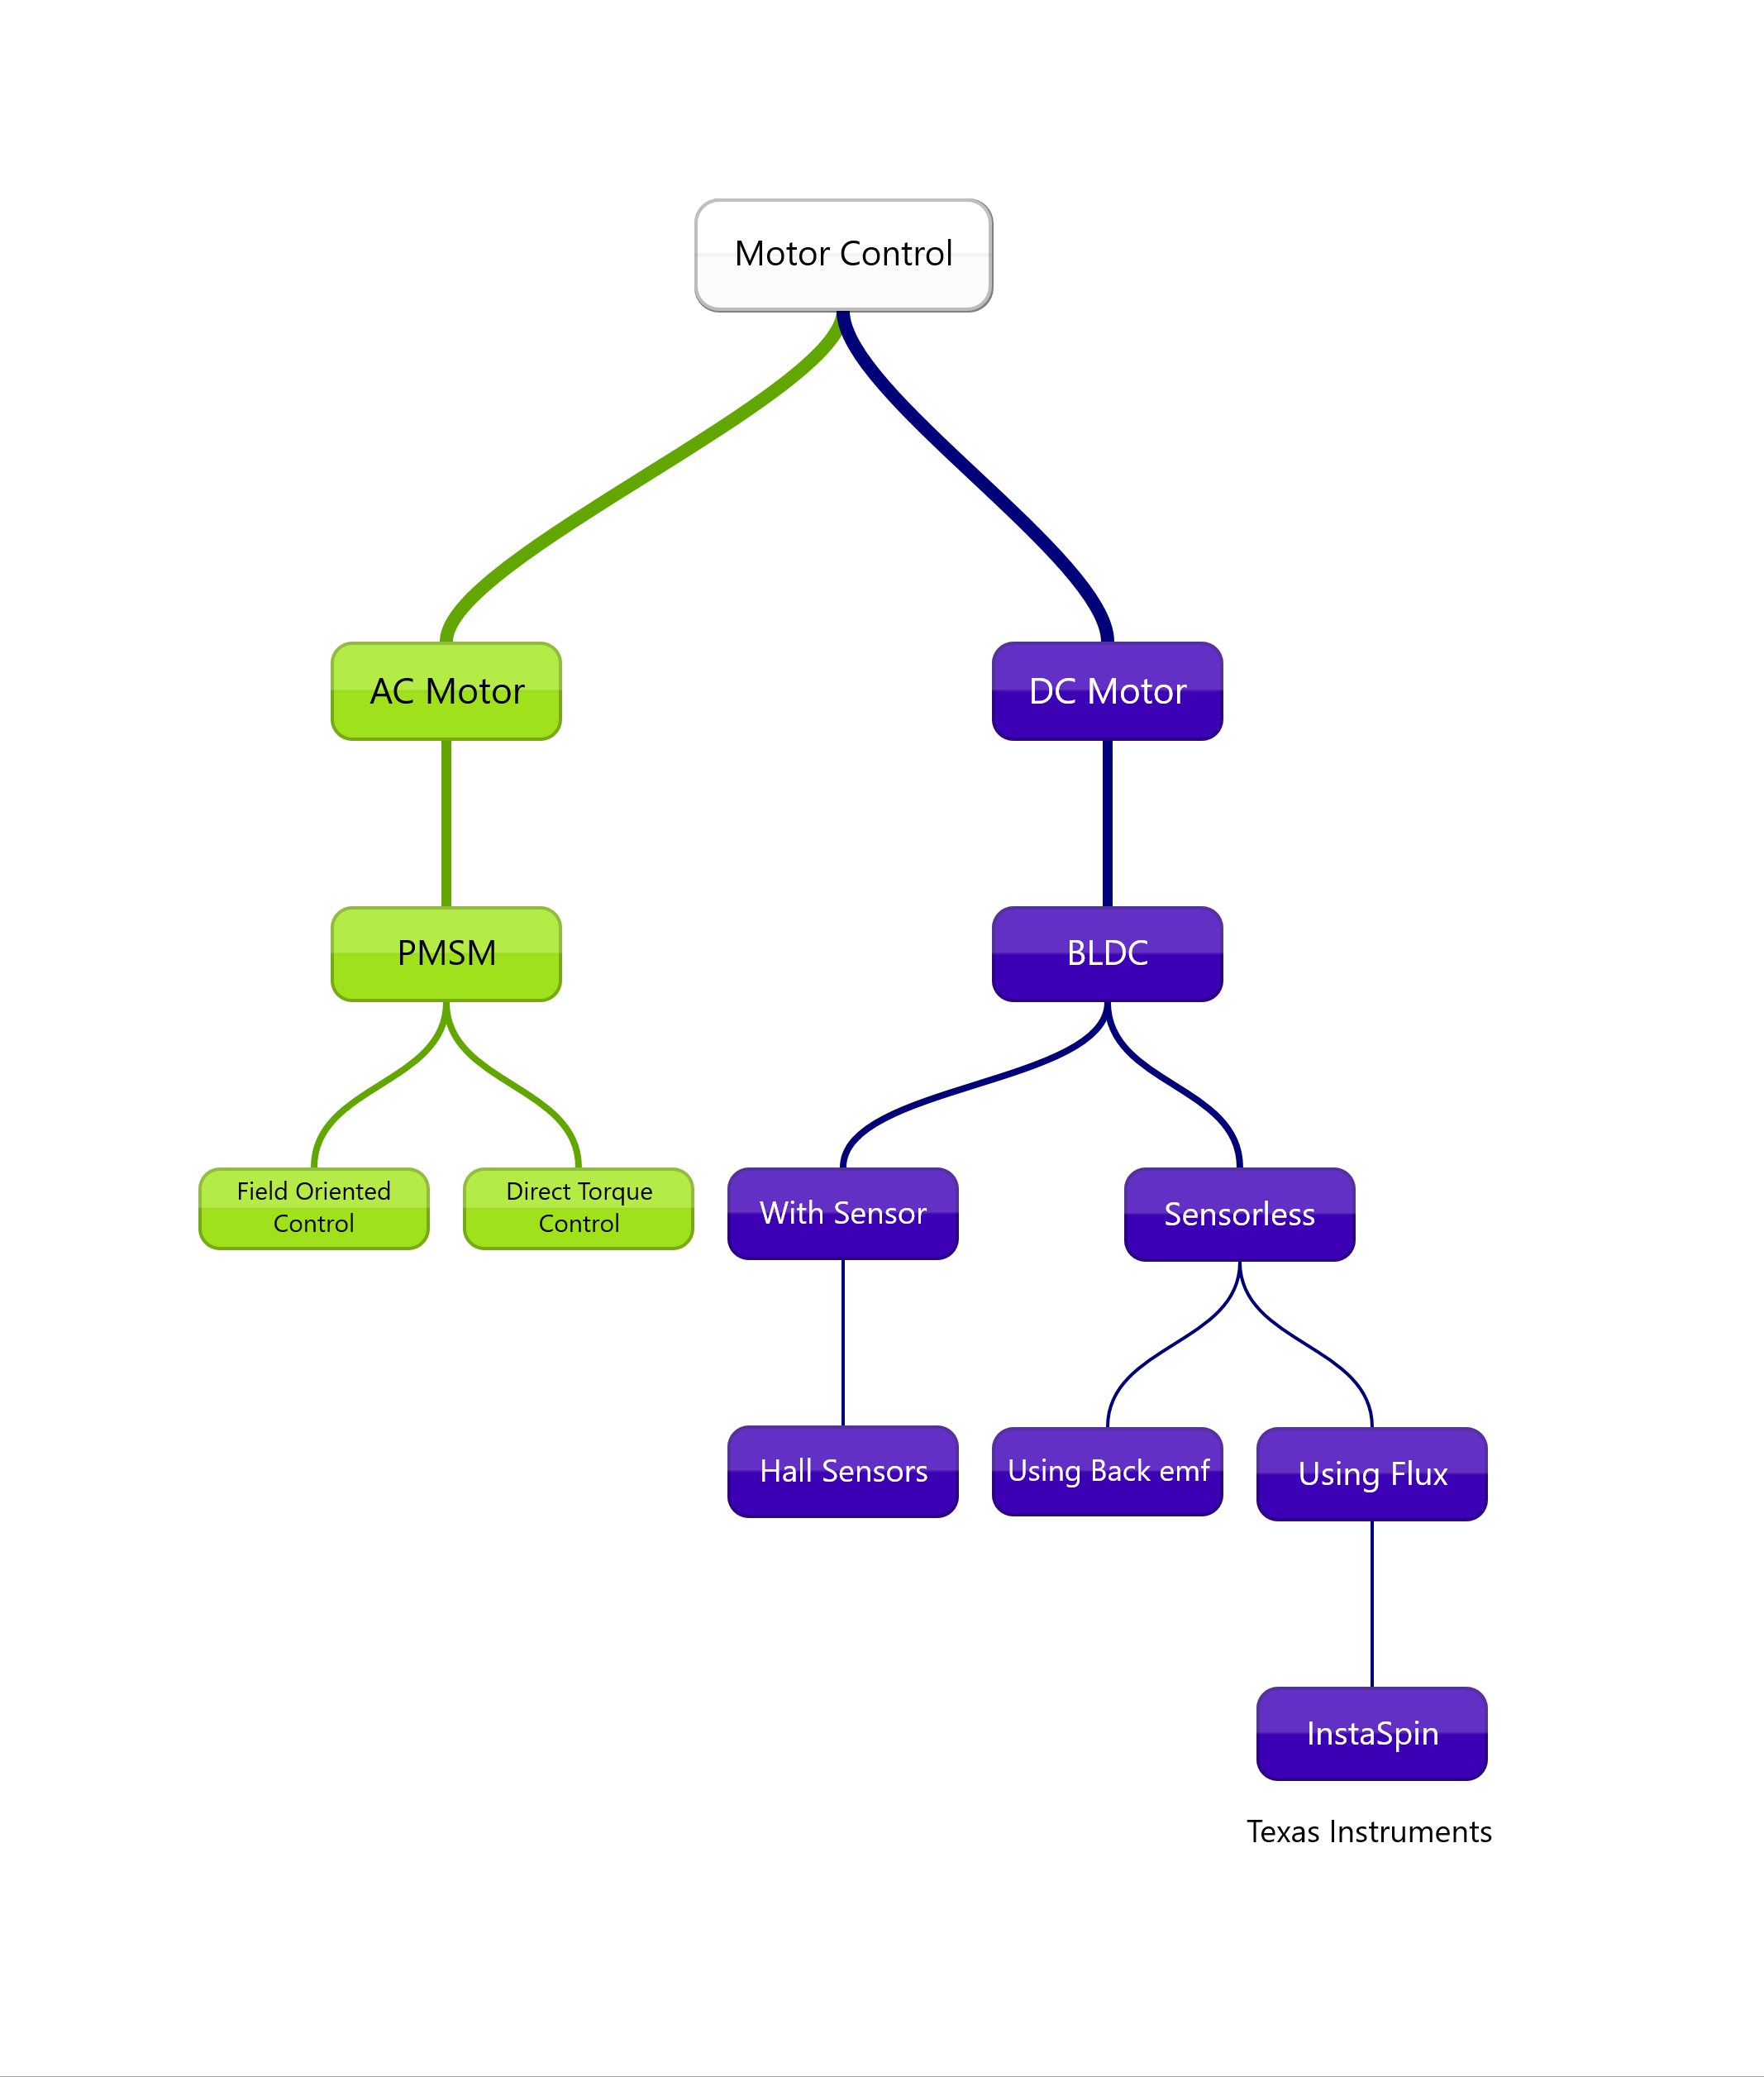 Motor Control
AC Motor
DC Motor
PMSM
BLDC
Field Oriented
Control
Direct Torque
Control
With Sensor
Sensorless
Hall Sensors
Using Back emf
Using Flux
InstaSpin
Texas Instruments